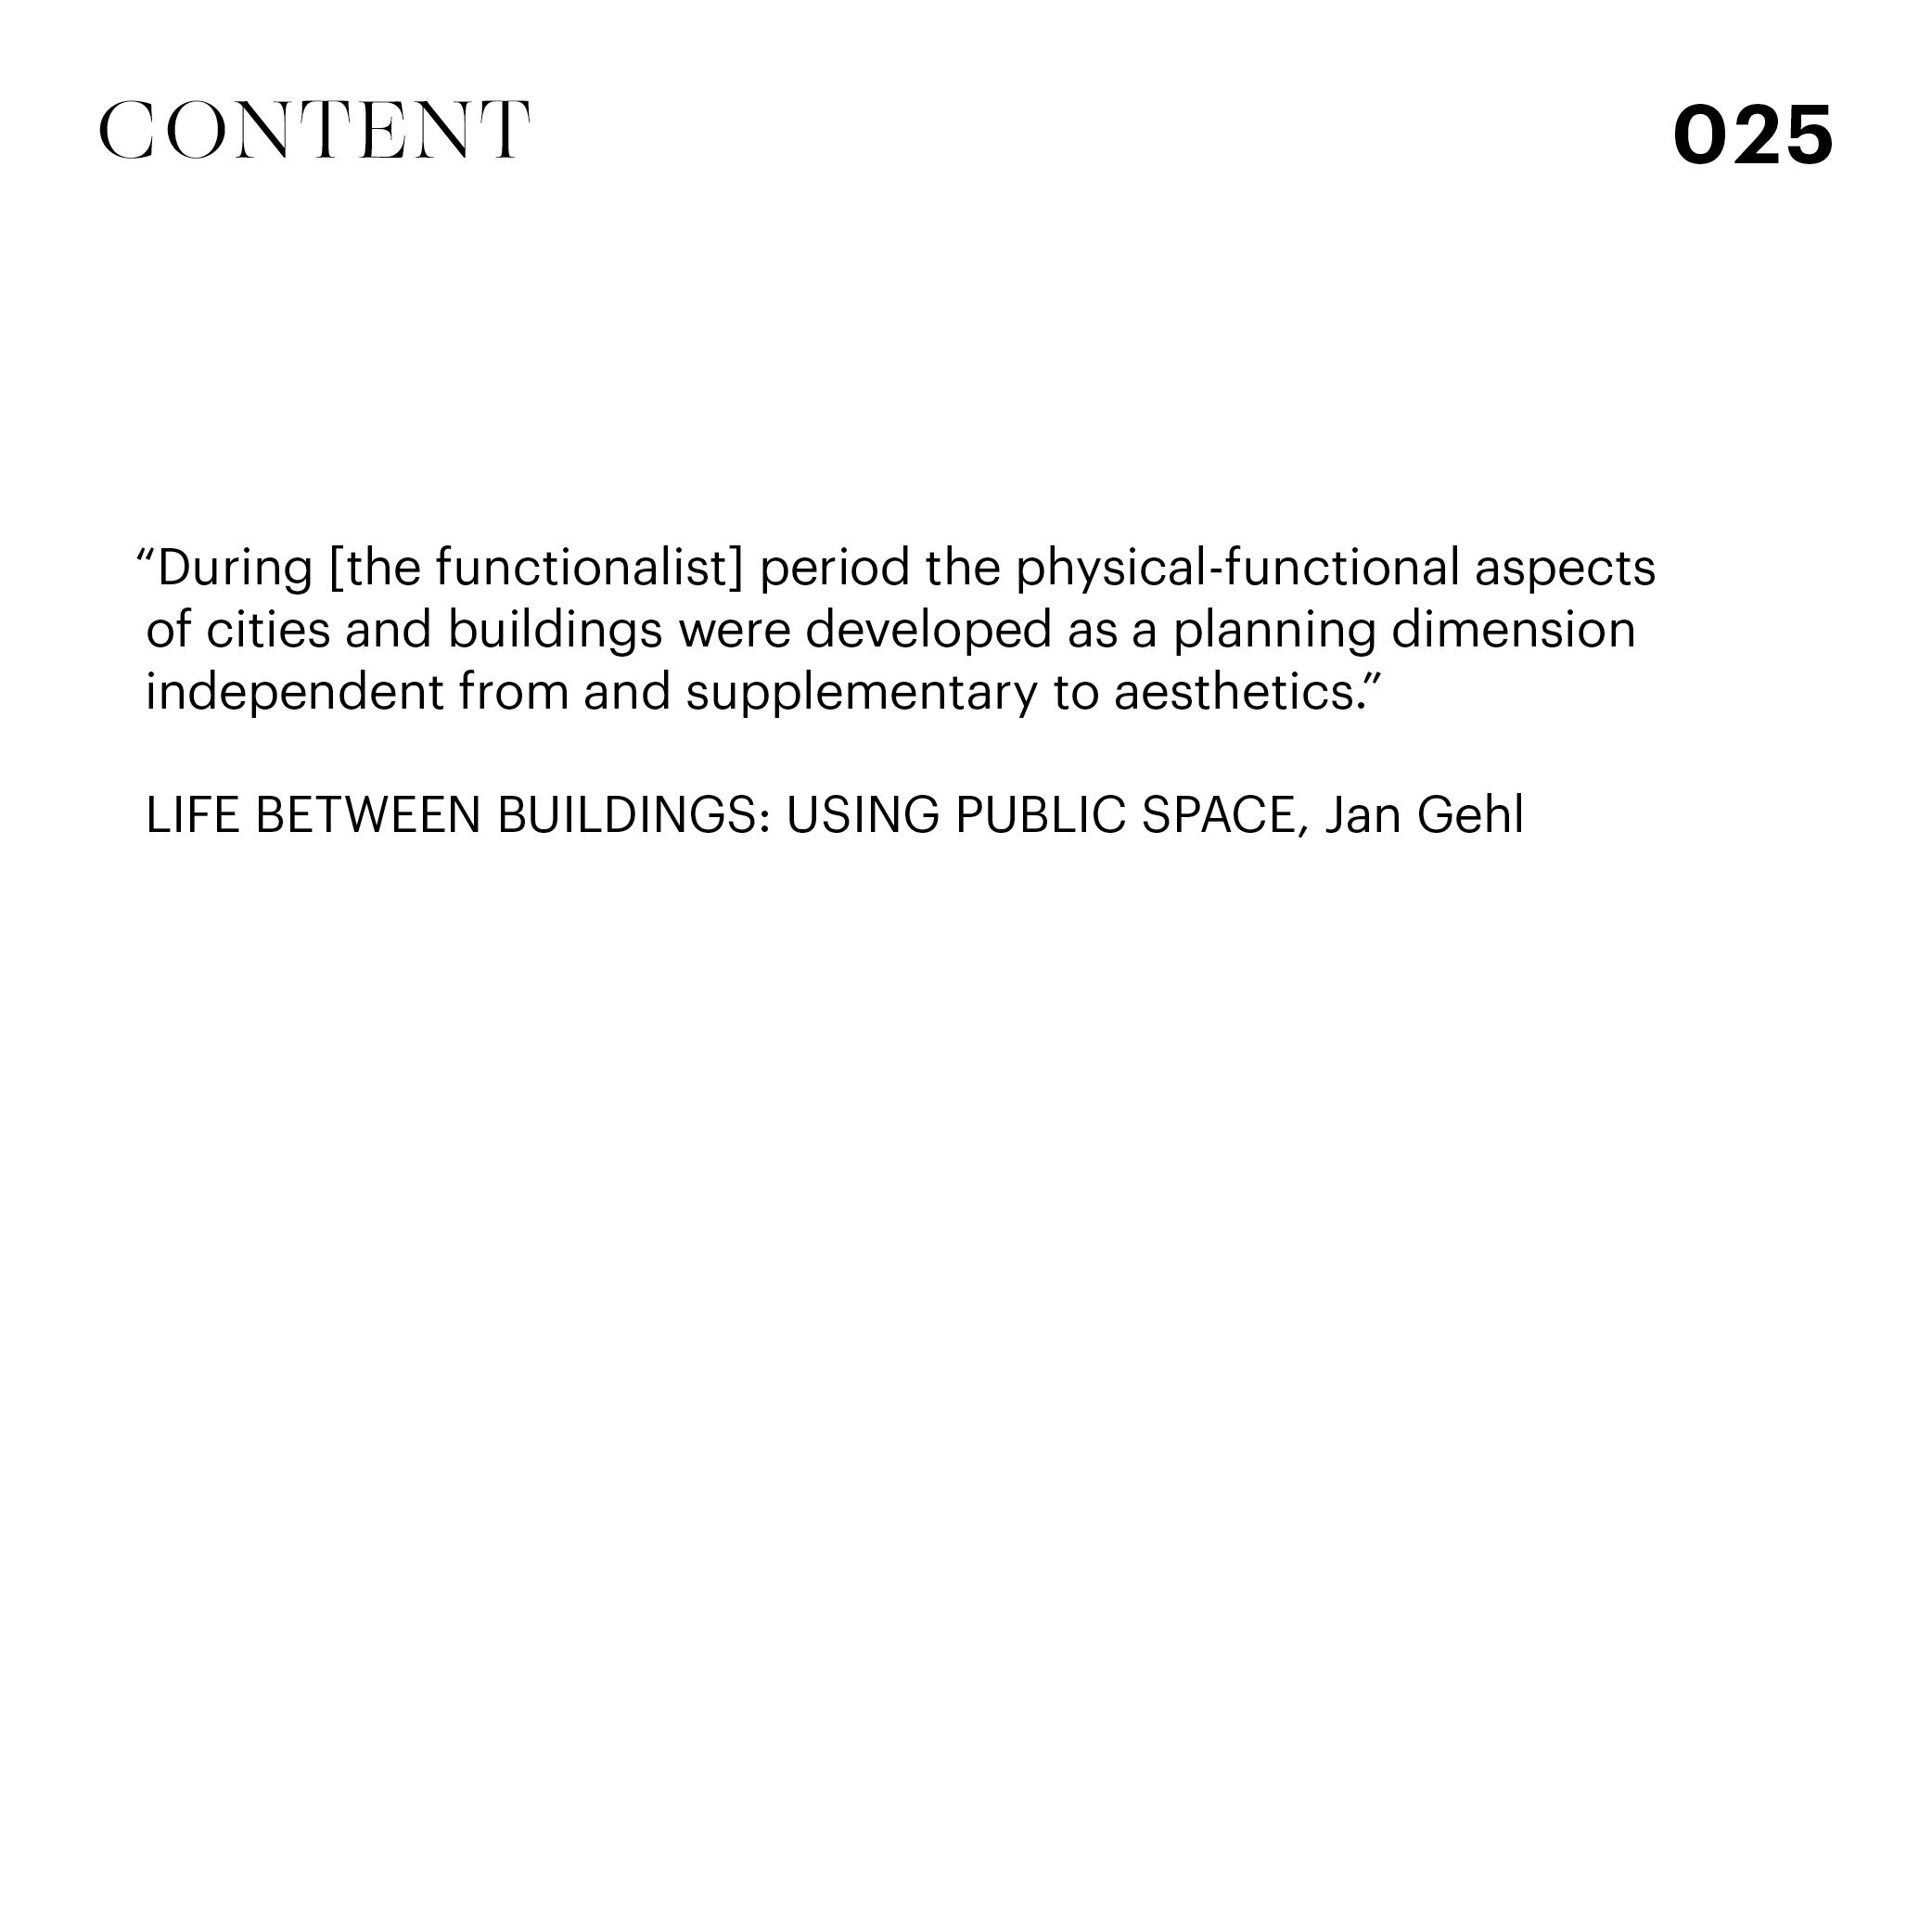 CONTENT
025
“During [the functionalist] period the physical-functional aspects
of cities and buildings were developed as a planning dimension
independent from and supplementary to aesthetics.”
LIFE BETWEEN BUILDINGS: USING PUBLIC SPACE, Jan Gehl